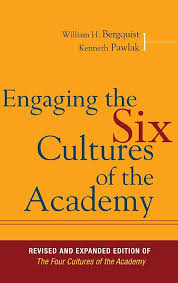 William H. Bergquist
Kenneth Pawlak
Engaging the
Six
Cultures
of the
Academy
REVISED AND EXPANDED EDITION OF
The Four Cultures of the Academy